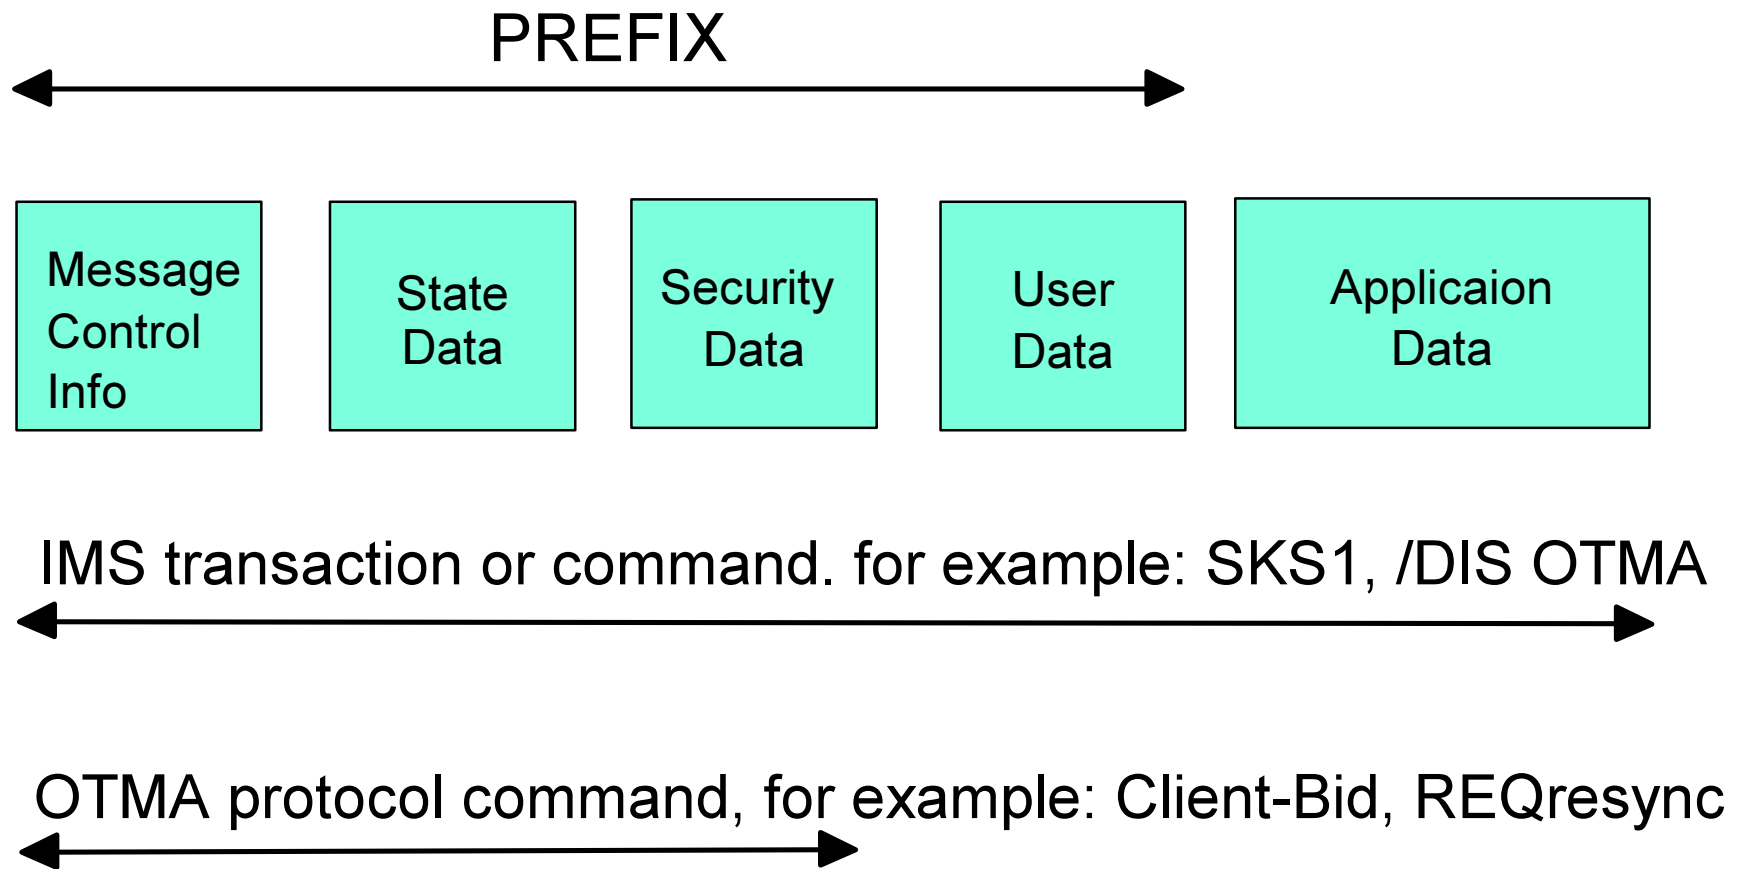 PREFIX
Message
Control
Info
State
Data
Security
Data
User
Data
Applicaion
Data
IMS transaction or command. for example: SKS1, /DIS OTMA
OTMA protocol command, for example: Client-Bid, REQresync